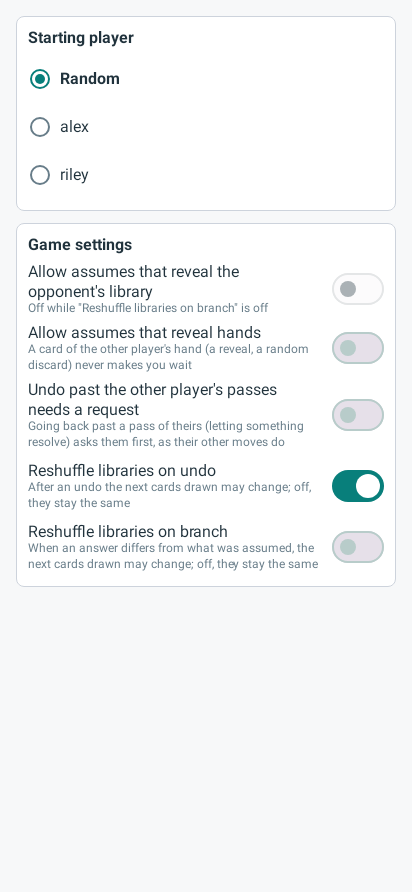 Starting player
Random
alex
riley
Game settings
Allow assumes that reveal the
opponent's library
Off while "Reshuffle libraries on branch" is off
Allow assumes that reveal hands
A card of the other player's hand (a reveal, a random
discard) never makes you wait
Undo past the other player's passes
needs a request
Going back past a pass of theirs (letting something
resolve) asks them first, as their other moves do
Reshuffle libraries on undo
After an undo the next cards drawn may change; off,
they stay the same
Reshuffle libraries on branch
When an answer differs from what was assumed, the
next cards drawn may change; off, they stay the same